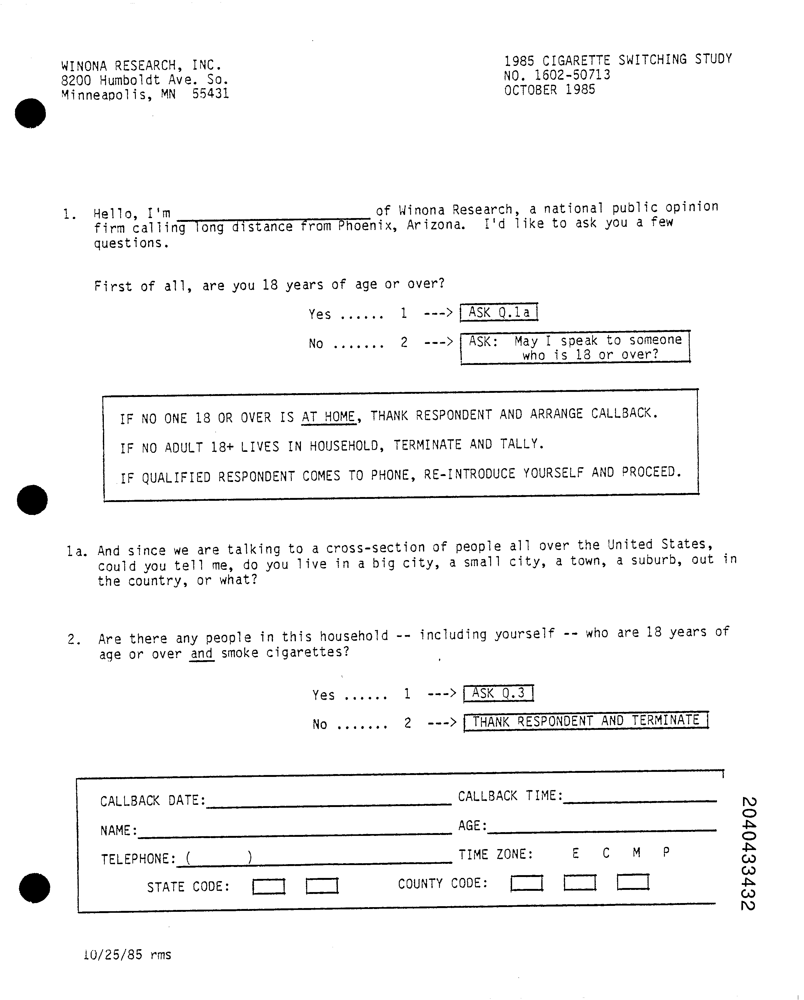 WINONA RESEARCH, INC.
8200 Humboldt Ave. So.
Minneapolis, MN 55431
1985 CIGARETTE SWITCHING STUDY
NO. 1602-50713
OCTOBER 1985
1. Hello, I'm ______________________ of Winona Research, a national public opinion
firm calling long distance from Phoenix, Arizona. I'd like to ask you a few
questions.
First of all, are you 18 years of age or over?
Yes ...... 1 ---> ASK Q.1a
No ....... 2 ---> ASK: May I speak to someone
who is 18 or over?
IF NO ONE 18 OR OVER IS AT HOME, THANK RESPONDENT AND ARRANGE CALLBACK.
IF NO ADULT 18+ LIVES IN HOUSEHOLD, TERMINATE AND TALLY.
IF QUALIFIED RESPONDENT COMES TO PHONE, RE-INTRODUCE YOURSELF AND PROCEED.
1a. And since we are talking to a cross-section of people all over the United States,
could you tell me, do you live in a big city, a small city, a town, a suburb, out in
the country, or what?
2. Are there any people in this household -- including yourself -- who are 18 years of
age or over and smoke cigarettes?
Yes ...... 1 ---> ASK Q.3
No ....... 2 ---> THANK RESPONDENT AND TERMINATE
CALLBACK DATE:______________________ CALLBACK TIME:______________
NAME:______________________ AGE:______________
TELEPHONE: ( ) ______________________ TIME ZONE: E C M P
STATE CODE: COUNTY CODE:
2040433432
10/25/85 rms